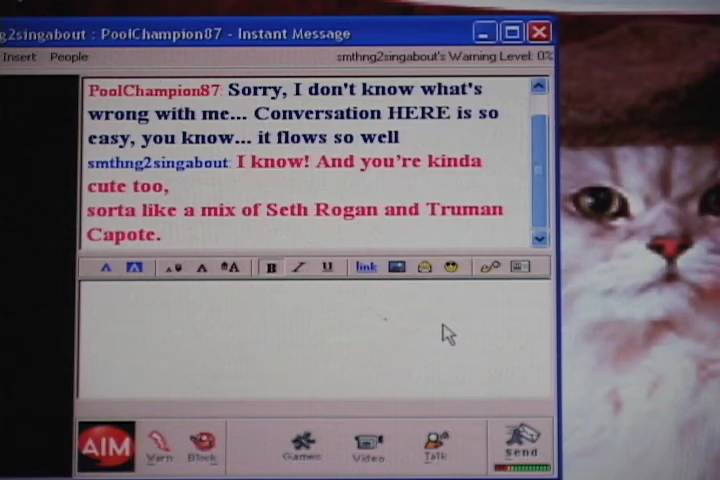 g2singabout : PoolChampion87 - Instant Message
Insert People smthng2singabout's Warning Level: 0%
PoolChampion87: Sorry, I don't know what's
wrong with me... Conversation HERE is so
easy, you know... it flows so well
smthng2singabout: I know! And you're kinda
cute too,
sorta like a mix of Seth Rogan and Truman
Capote.
A A A A A B I U link
AIM Warn Block Games Video Talk Send